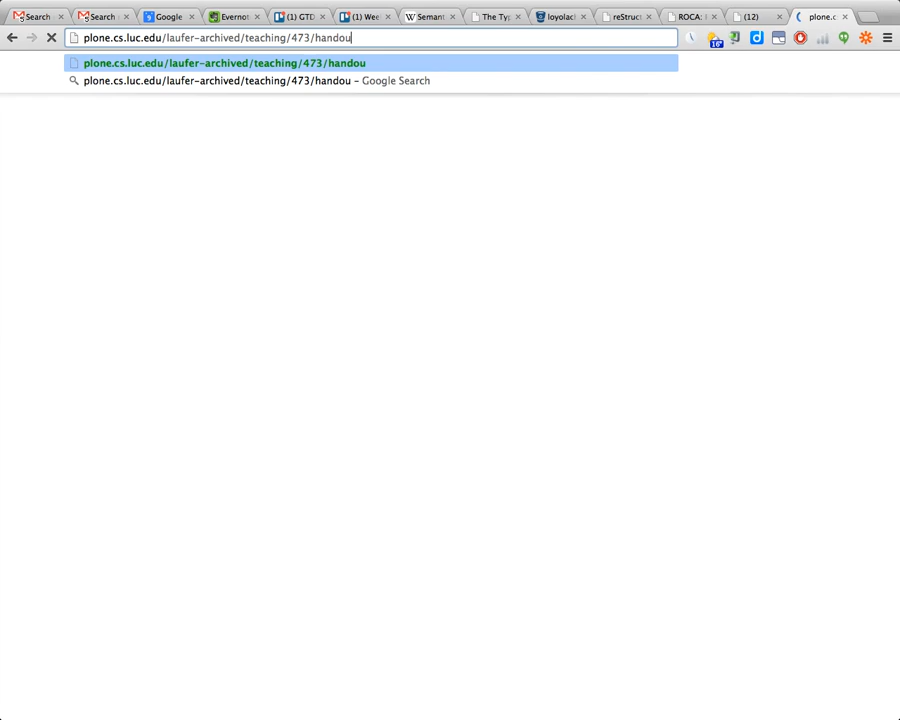 Search
Search
Google
Evernot
(1) GTD
(1) Wee
Semant
The Typ
loyolacl
reStruct
ROCA: I
(12)
plone.c
plone.cs.luc.edu/laufer-archived/teaching/473/handou
16°
d
plone.cs.luc.edu/laufer-archived/teaching/473/handou
plone.cs.luc.edu/laufer-archived/teaching/473/handou – Google Search